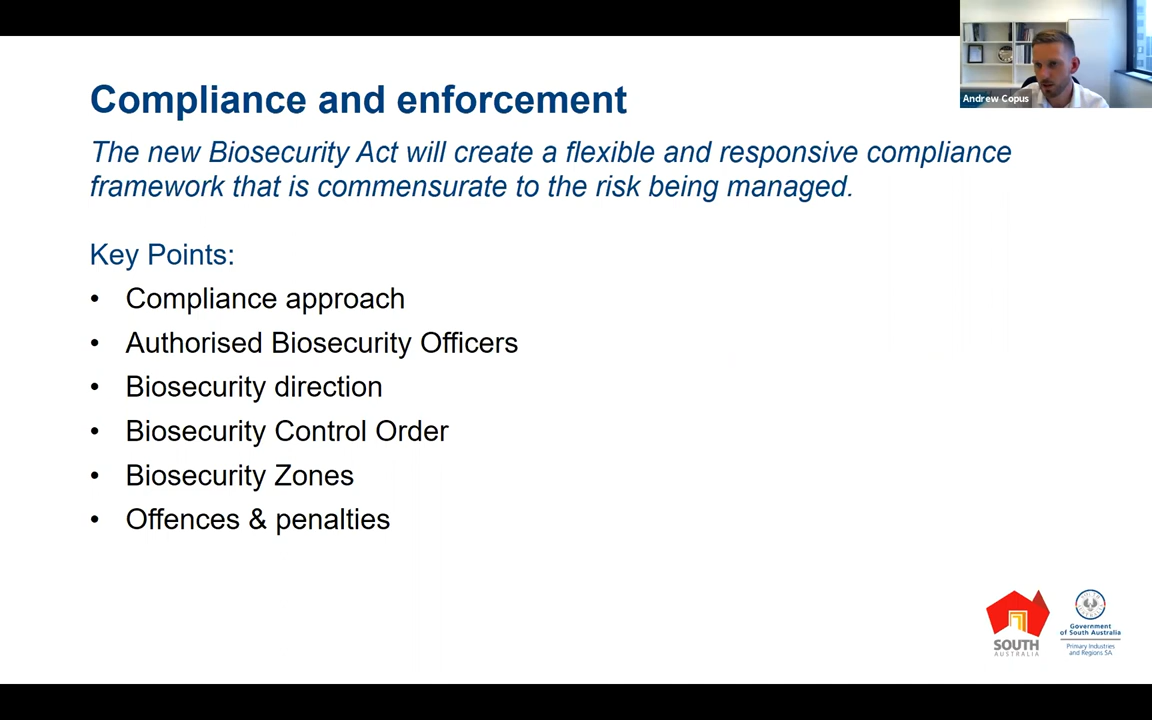 Compliance and enforcement
The new Biosecurity Act will create a flexible and responsive compliance
framework that is commensurate to the risk being managed.
Key Points:
• Compliance approach
• Authorised Biosecurity Officers
• Biosecurity direction
• Biosecurity Control Order
• Biosecurity Zones
• Offences & penalties
Andrew Copus
SOUTH
AUSTRALIA
Government
of South Australia
Primary Industries
and Regions SA